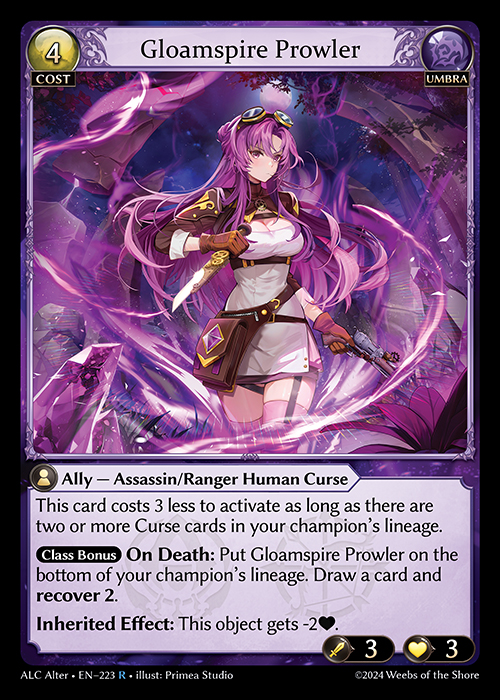 4
COST
Gloamspire Prowler
UMBRA
Ally — Assassin/Ranger Human Curse
This card costs 3 less to activate as long as there are
two or more Curse cards in your champion's lineage.
Class Bonus On Death: Put Gloamspire Prowler on the
bottom of your champion's lineage. Draw a card and
recover 2.
Inherited Effect: This object gets -2🖤.
3
3
ALC Alter • EN–223 R • illust: Primea Studio
©2024 Weebs of the Shore